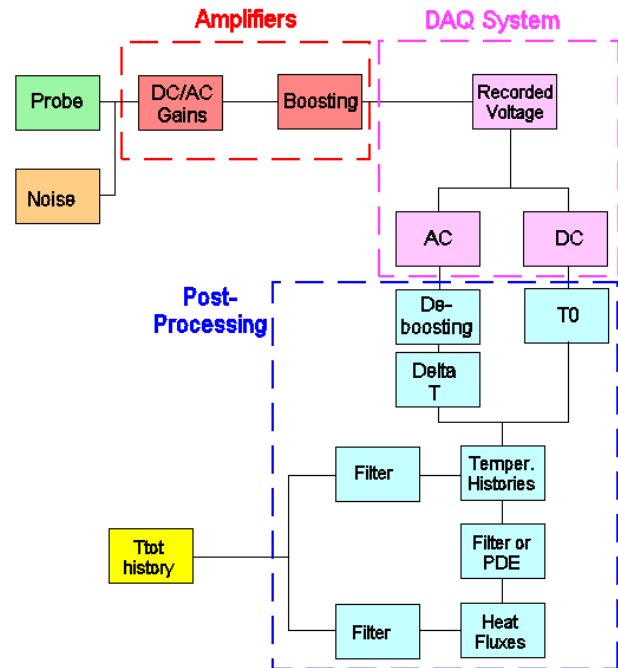 Amplifiers
DAQ System
Probe
DC/AC
Gains
Boosting
Recorded
Voltage
Noise
AC
DC
Post-
Processing
De-
boosting
T0
Delta
T
Filter
Temper.
Histories
Ttot
history
Filter or
PDE
Filter
Heat
Fluxes